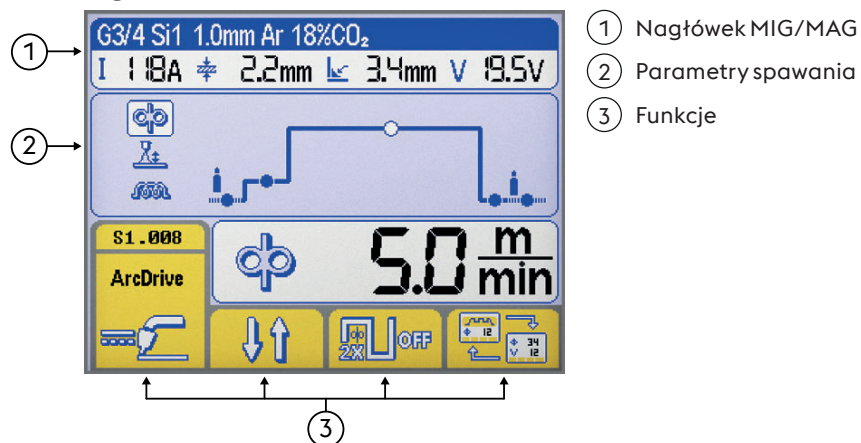 G3/4 Si1 1.0mm Ar 18%CO₂
I 118A 2.2mm 3.4mm V 19.5V
S1.008
ArcDrive
5.0 m/min
2X OFF
12
34
V 12
1 Nagłówek MIG/MAG
2 Parametry spawania
3 Funkcje
1
2
3